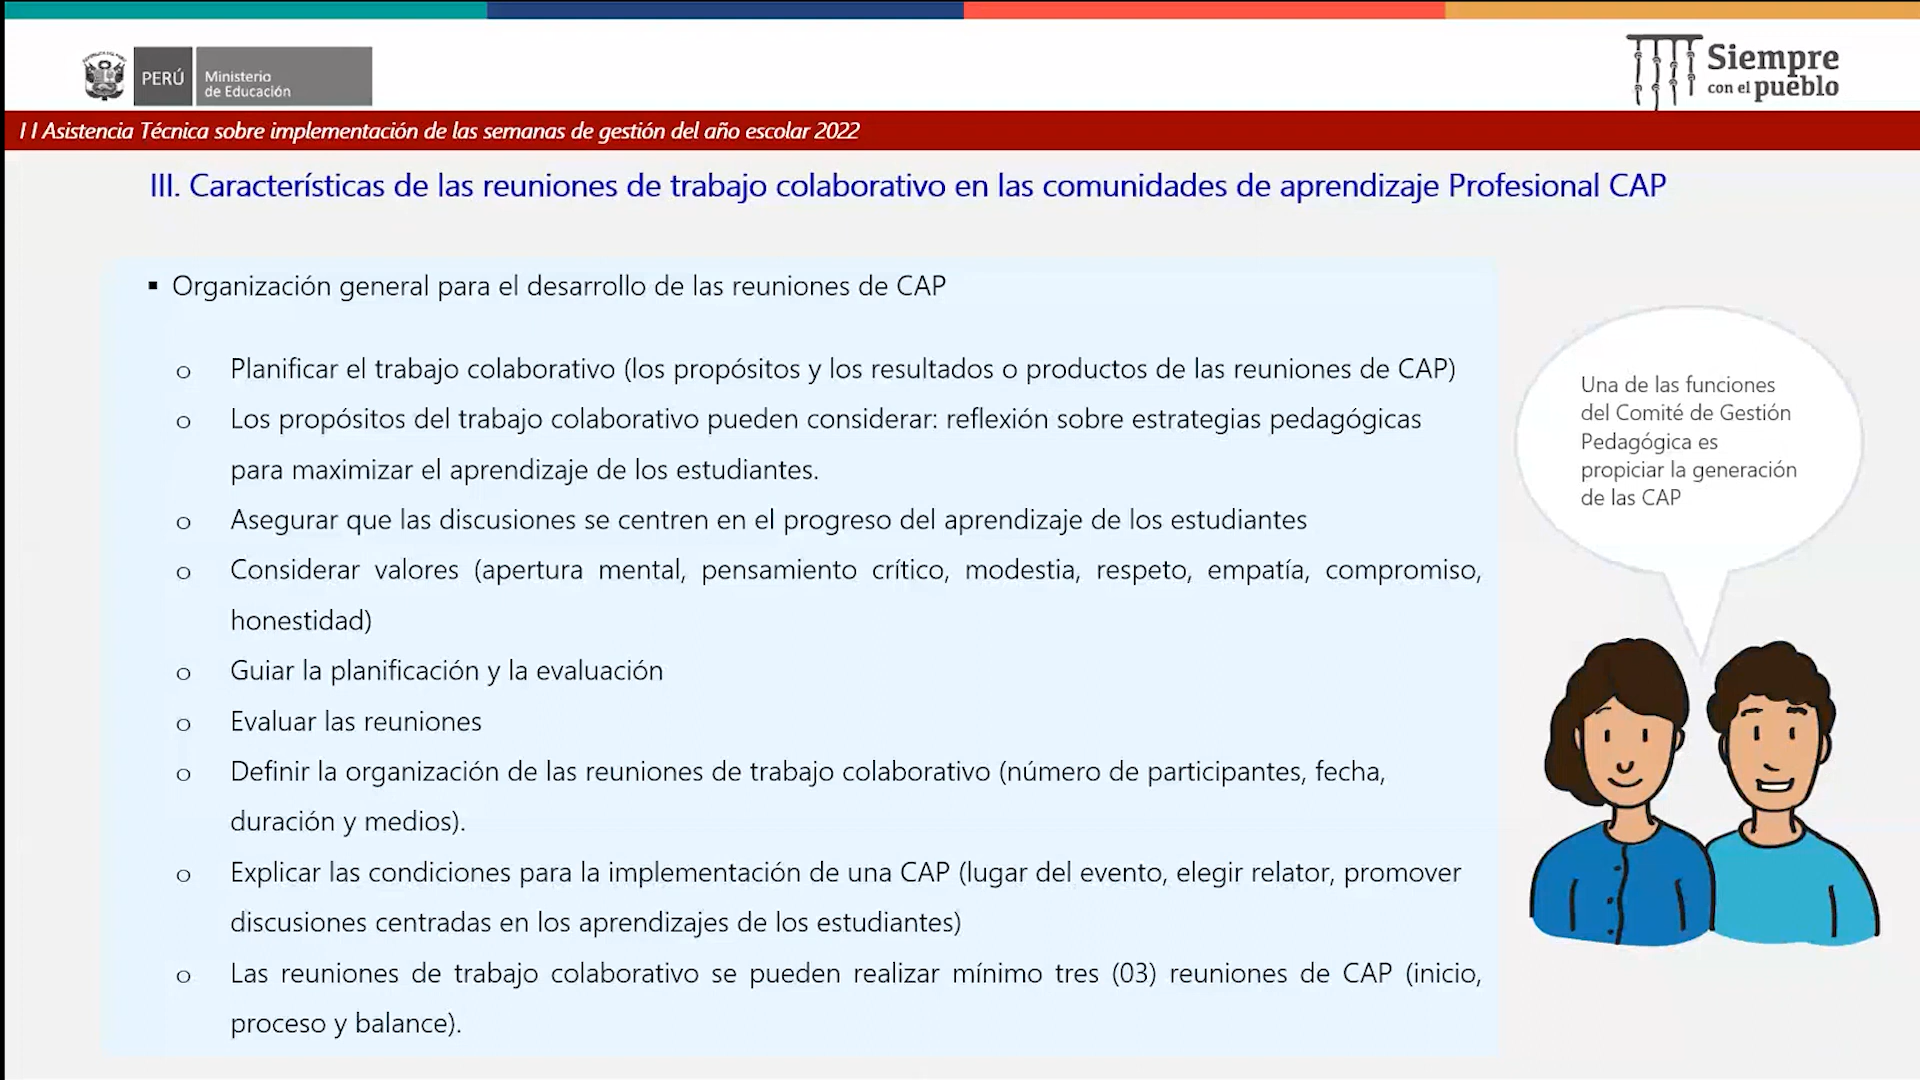 PERÚ
Ministerio
de Educación
Siempre
con el pueblo
I I Asistencia Técnica sobre implementación de las semanas de gestión del año escolar 2022
III. Características de las reuniones de trabajo colaborativo en las comunidades de aprendizaje Profesional CAP
▪ Organización general para el desarrollo de las reuniones de CAP
o Planificar el trabajo colaborativo (los propósitos y los resultados o productos de las reuniones de CAP)
o Los propósitos del trabajo colaborativo pueden considerar: reflexión sobre estrategias pedagógicas
para maximizar el aprendizaje de los estudiantes.
o Asegurar que las discusiones se centren en el progreso del aprendizaje de los estudiantes
o Considerar valores (apertura mental, pensamiento crítico, modestia, respeto, empatía, compromiso,
honestidad)
o Guiar la planificación y la evaluación
o Evaluar las reuniones
o Definir la organización de las reuniones de trabajo colaborativo (número de participantes, fecha,
duración y medios).
o Explicar las condiciones para la implementación de una CAP (lugar del evento, elegir relator, promover
discusiones centradas en los aprendizajes de los estudiantes)
o Las reuniones de trabajo colaborativo se pueden realizar mínimo tres (03) reuniones de CAP (inicio,
proceso y balance).
Una de las funciones
del Comité de Gestión
Pedagógica es
propiciar la generación
de las CAP